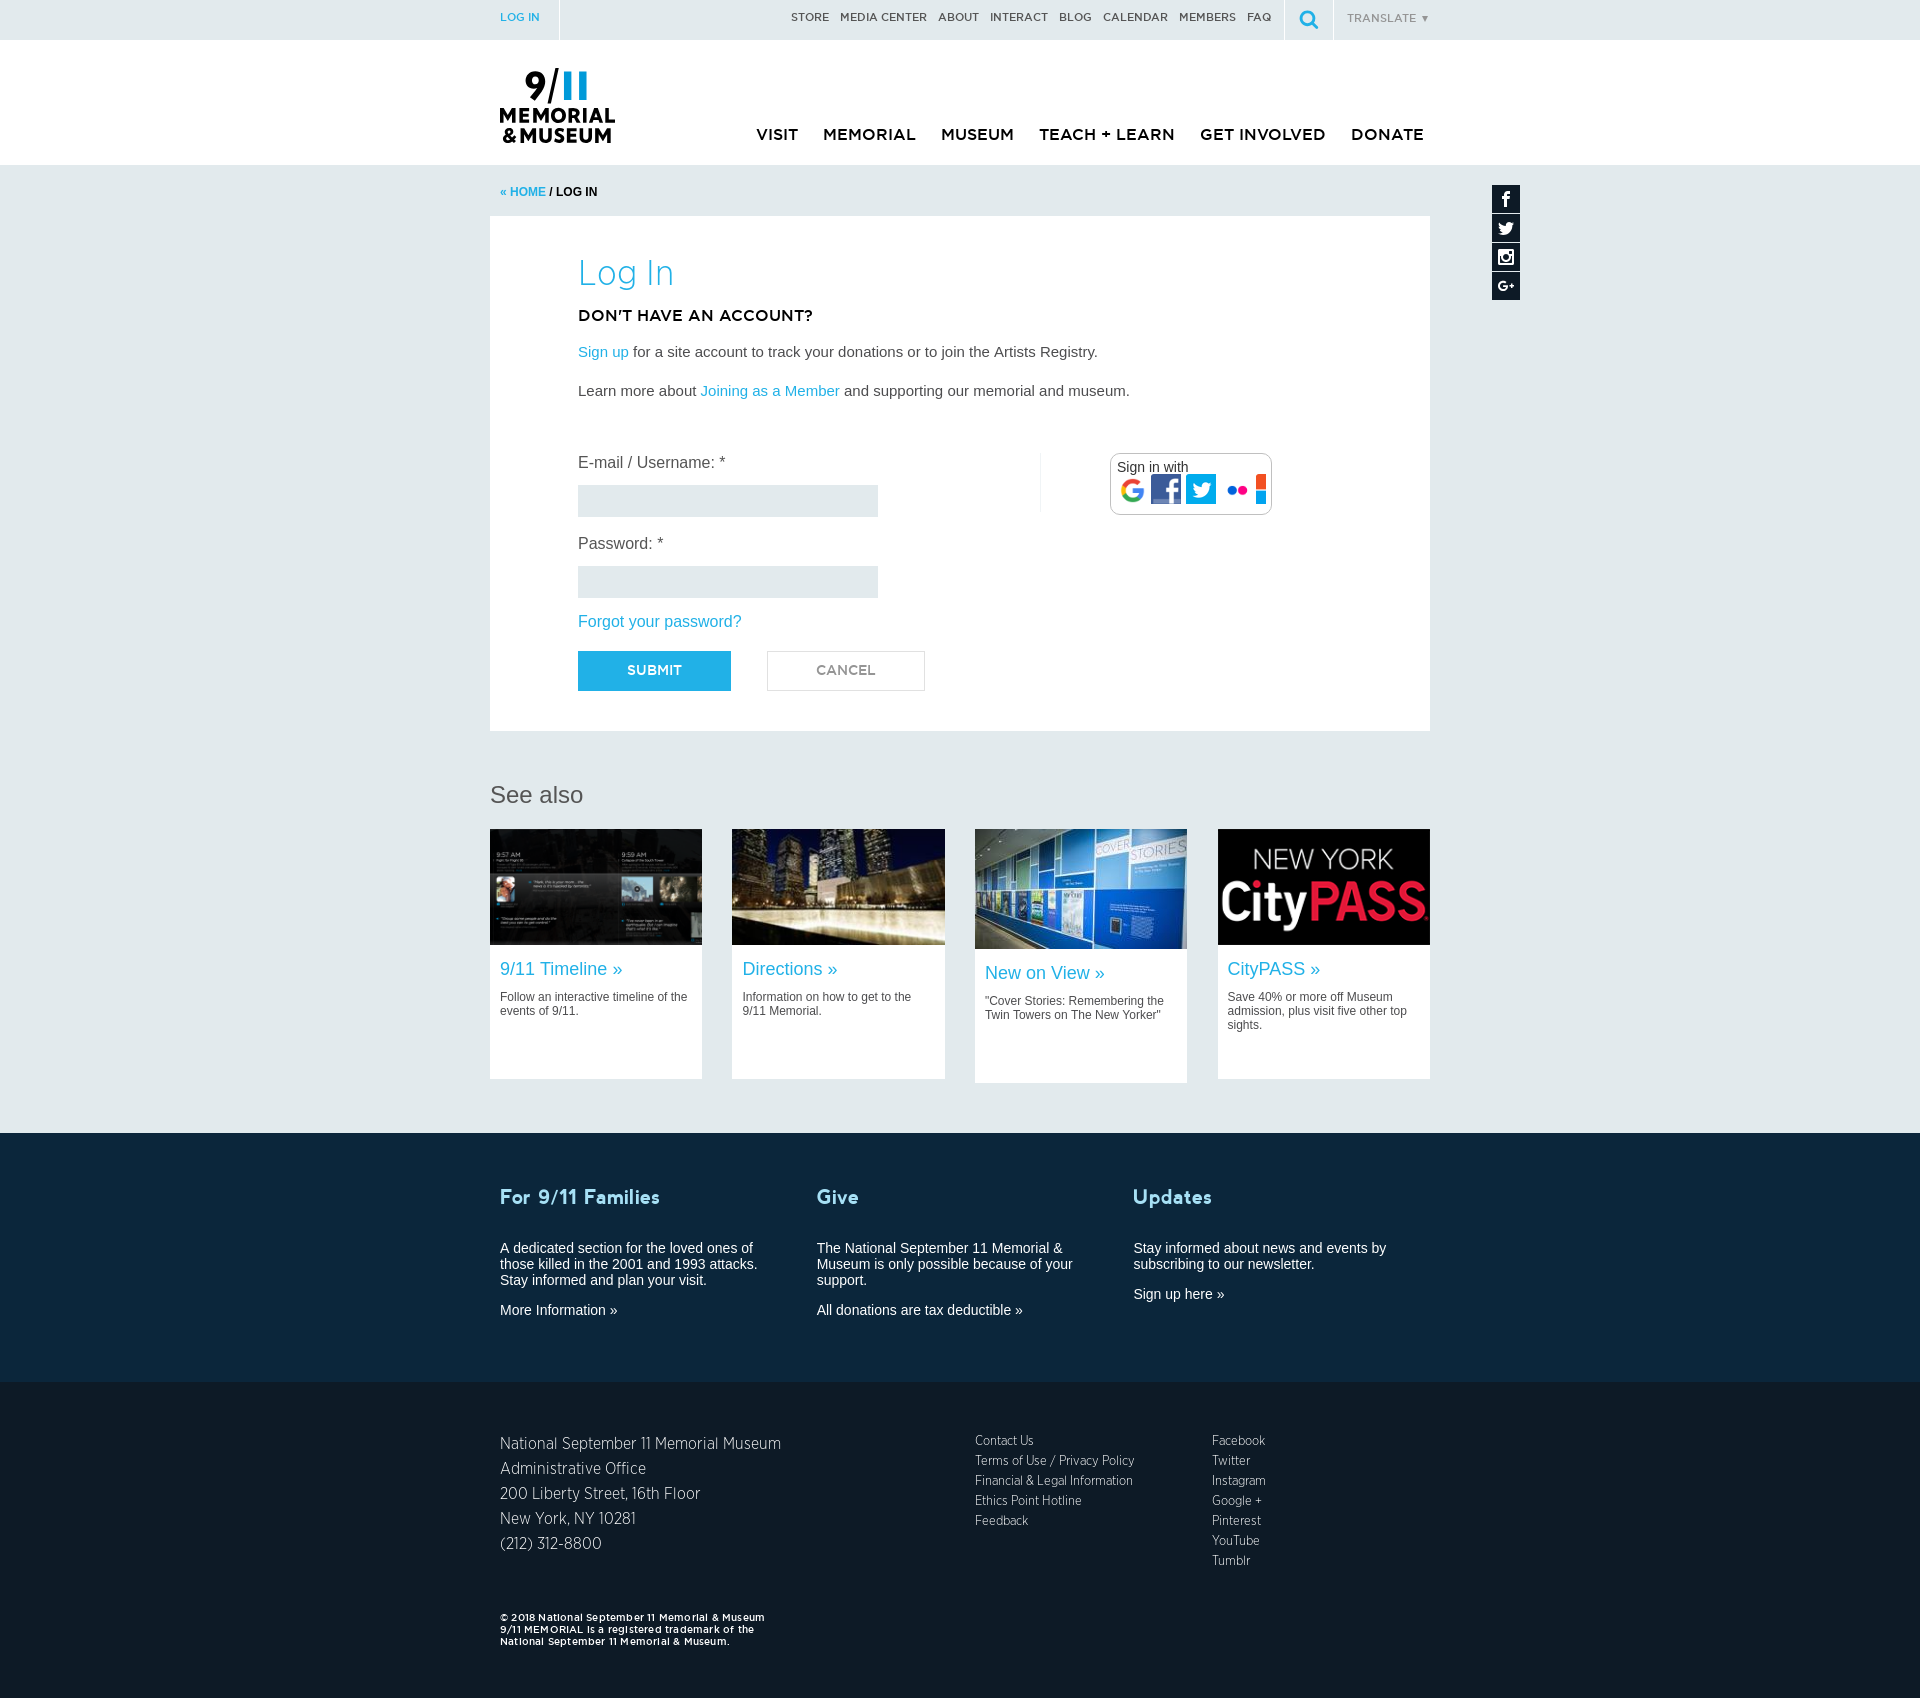 LOG IN
STORE MEDIA CENTER ABOUT INTERACT BLOG CALENDAR MEMBERS FAQ
TRANSLATE ▼
9/11
MEMORIAL
&MUSEUM
VISIT MEMORIAL MUSEUM TEACH + LEARN GET INVOLVED DONATE
« HOME / LOG IN
Log In
DON'T HAVE AN ACCOUNT?
Sign up for a site account to track your donations or to join the Artists Registry.
Learn more about Joining as a Member and supporting our memorial and museum.
E-mail / Username: *
Password: *
Forgot your password?
SUBMIT
CANCEL
Sign in with
See also
9:57 AM
9:59 AM
COVER
STORIES
NEW YORK
CityPASS
9/11 Timeline »
Follow an interactive timeline of the
events of 9/11.
Directions »
Information on how to get to the
9/11 Memorial.
New on View »
"Cover Stories: Remembering the
Twin Towers on The New Yorker"
CityPASS »
Save 40% or more off Museum
admission, plus visit five other top
sights.
For 9/11 Families
A dedicated section for the loved ones of
those killed in the 2001 and 1993 attacks.
Stay informed and plan your visit.
More Information »
Give
The National September 11 Memorial &
Museum is only possible because of your
support.
All donations are tax deductible »
Updates
Stay informed about news and events by
subscribing to our newsletter.
Sign up here »
National September 11 Memorial Museum
Administrative Office
200 Liberty Street, 16th Floor
New York, NY 10281
(212) 312-8800
Contact Us
Terms of Use / Privacy Policy
Financial & Legal Information
Ethics Point Hotline
Feedback
Facebook
Twitter
Instagram
Google +
Pinterest
YouTube
Tumblr
© 2018 National September 11 Memorial & Museum
9/11 MEMORIAL is a registered trademark of the
National September 11 Memorial & Museum.